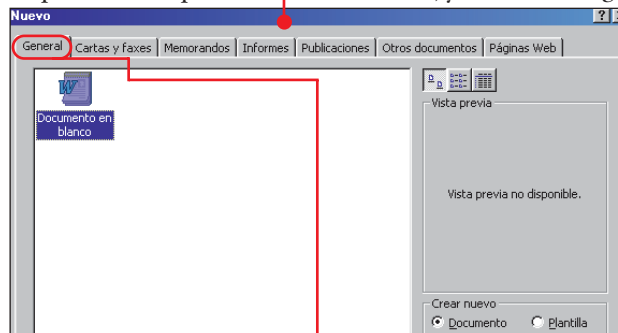 Nuevo
General Cartas y faxes Memorandos Informes Publicaciones Otros documentos Páginas Web
Documento en
blanco
Vista previa
Vista previa no disponible.
Crear nuevo
Documento Plantilla